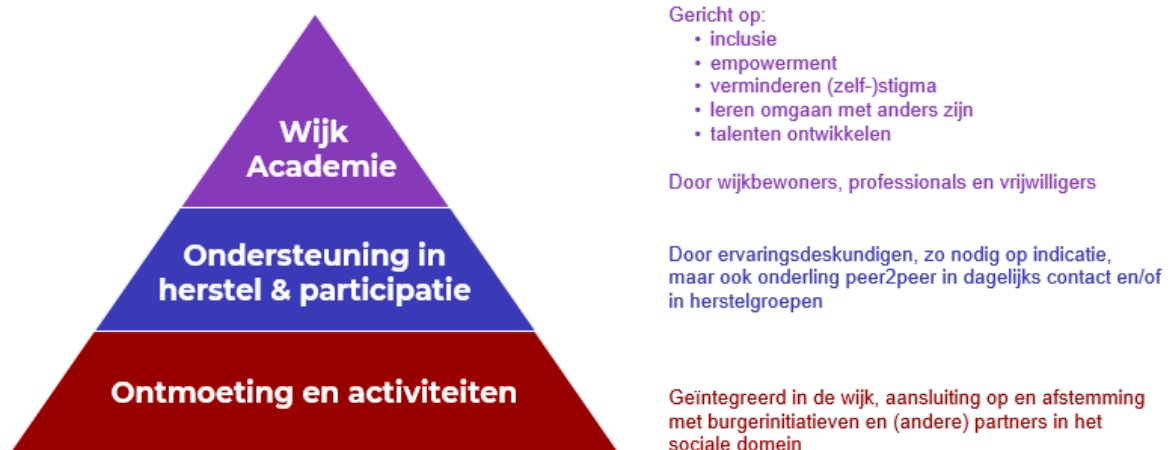 Gericht op:
• inclusie
• empowerment
• verminderen (zelf-)stigma
• leren omgaan met anders zijn
• talenten ontwikkelen
Wijk
Academie
Door wijkbewoners, professionals en vrijwilligers
Ondersteuning in
herstel & participatie
Door ervaringsdeskundigen, zo nodig op indicatie,
maar ook onderling peer2peer in dagelijks contact en/of
in herstelgroepen
Ontmoeting en activiteiten
Geïntegreerd in de wijk, aansluiting op en afstemming
met burgerinitiatieven en (andere) partners in het
sociale domein